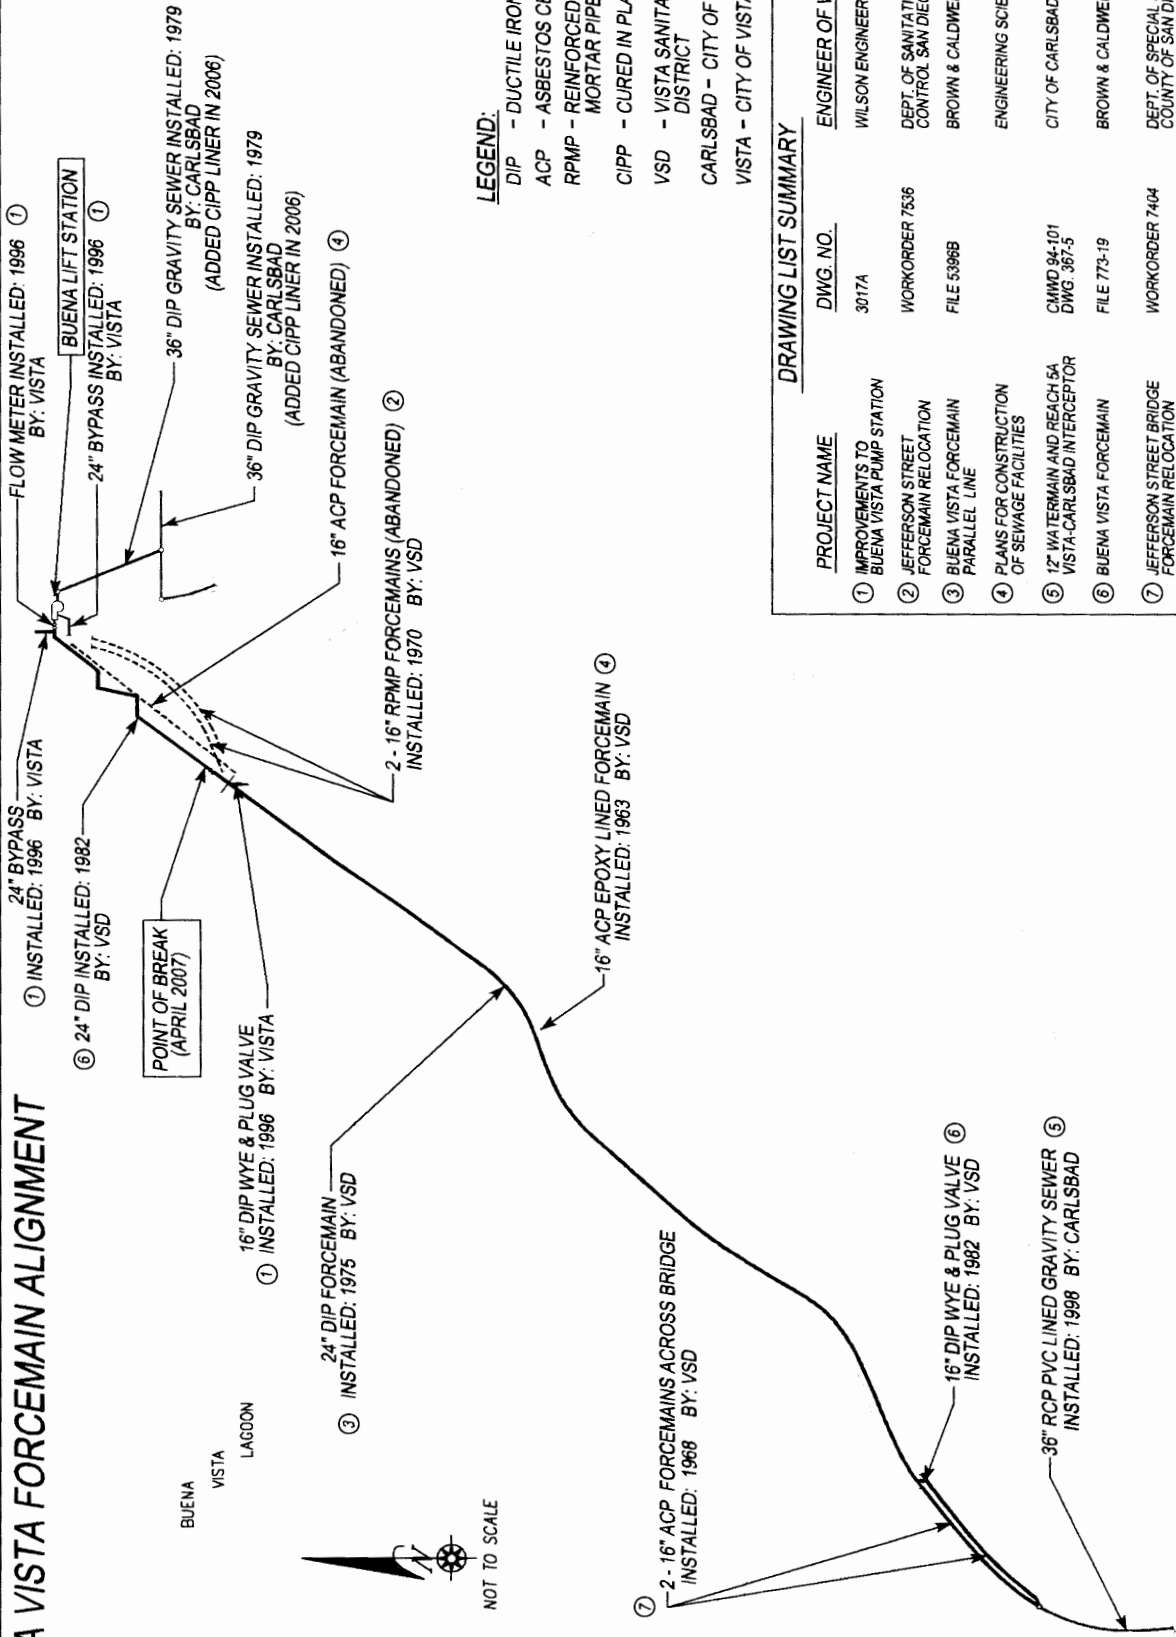 A VISTA FORCEMAIN ALIGNMENT
24" BYPASS
① INSTALLED: 1996 BY: VISTA
FLOW METER INSTALLED: 1996 ①
BY: VISTA
BUENA LIFT STATION
24" BYPASS INSTALLED: 1996 ①
BY: VISTA
36" DIP GRAVITY SEWER INSTALLED: 1979
BY: CARLSBAD
(ADDED CIPP LINER IN 2006)
36" DIP GRAVITY SEWER INSTALLED: 1979
BY: CARLSBAD
(ADDED CIPP LINER IN 2006)
16" ACP FORCEMAIN (ABANDONED) ④
2 - 16" RPMP FORCEMAINS (ABANDONED) ②
INSTALLED: 1970 BY: VSD
⑥ 24" DIP INSTALLED: 1982
BY: VSD
POINT OF BREAK
(APRIL 2007)
16" DIP WYE & PLUG VALVE
① INSTALLED: 1996 BY: VISTA
24" DIP FORCEMAIN
③ INSTALLED: 1975 BY: VSD
16" ACP EPOXY LINED FORCEMAIN ④
INSTALLED: 1963 BY: VSD
BUENA
VISTA
LAGOON
N
NOT TO SCALE
⑦ 2 - 16" ACP FORCEMAINS ACROSS BRIDGE
INSTALLED: 1968 BY: VSD
16" DIP WYE & PLUG VALVE ⑥
INSTALLED: 1982 BY: VSD
36" RCP PVC LINED GRAVITY SEWER ⑤
INSTALLED: 1998 BY: CARLSBAD
LEGEND:
DIP - DUCTILE IRON
ACP - ASBESTOS CE
RPMP - REINFORCED
MORTAR PIPE
CIPP - CURED IN PLA
VSD - VISTA SANITA
DISTRICT
CARLSBAD - CITY OF
VISTA - CITY OF VISTA
DRAWING LIST SUMMARY
PROJECT NAME DWG. NO. ENGINEER OF
① IMPROVEMENTS TO 3017A WILSON ENGINEER
BUENA VISTA PUMP STATION
② JEFFERSON STREET WORKORDER 7536 DEPT. OF SANITATI
FORCEMAIN RELOCATION CONTROL SAN DIEG
③ BUENA VISTA FORCEMAIN FILE 5396B BROWN & CALDWE
PARALLEL LINE
④ PLANS FOR CONSTRUCTION ENGINEERING SCIE
OF SEWAGE FACILITIES
⑤ 12" WATERMAIN AND REACH 5A CMWD 94-101 CITY OF CARLSBAD
VISTA-CARLSBAD INTERCEPTOR DWG. 367-5
⑥ BUENA VISTA FORCEMAIN FILE 773-19 BROWN & CALDWE
⑦ JEFFERSON STREET BRIDGE WORKORDER 7404 DEPT. OF SPECIAL
FORCEMAIN RELOCATION COUNTY OF SAN DI